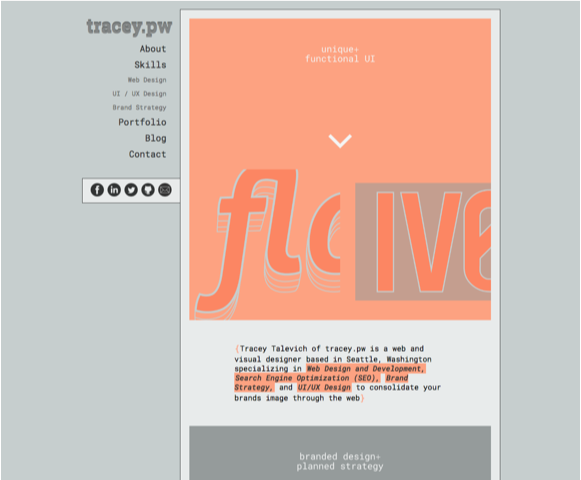 tracey.pw
About
Skills
Web Design
UI / UX Design
Brand Strategy
Portfolio
Blog
Contact
unique+
functional UI
flo
IVE
{Tracey Talevich of tracey.pw is a web and
visual designer based in Seattle, Washington
specializing in Web Design and Development,
Search Engine Optimization (SEO), Brand
Strategy, and UI/UX Design to consolidate your
brands image through the web}
branded design+
planned strategy